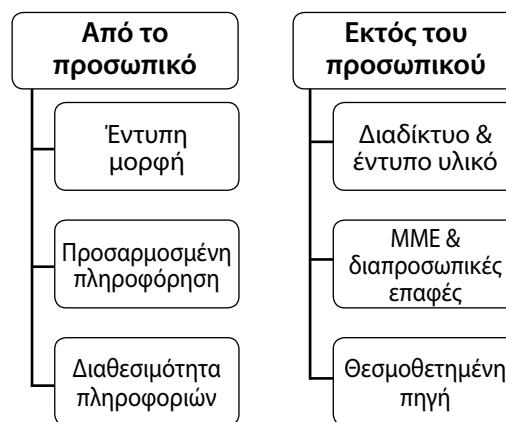 Από το
προσωπικό
Έντυπη
μορφή
Προσαρμοσμένη
πληροφόρηση
Διαθεσιμότητα
πληροφοριών
Εκτός του
προσωπικού
Διαδίκτυο &
έντυπο υλικό
ΜΜΕ &
διαπροσωπικές
επαφές
Θεσμοθετημένη
πηγή